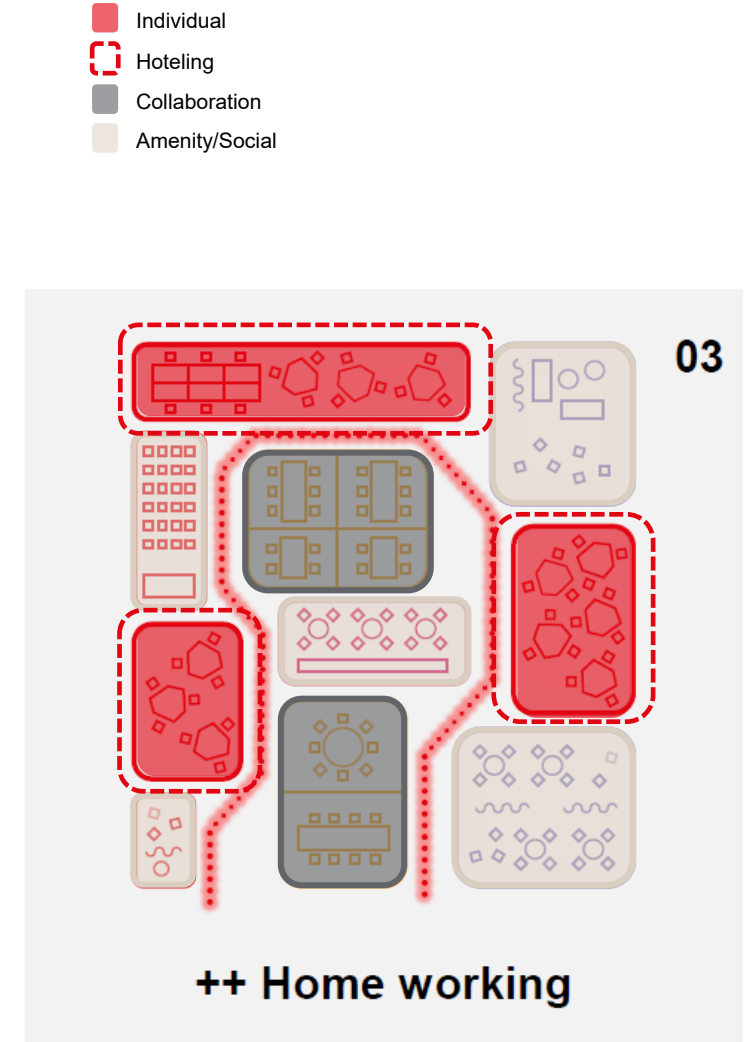 Individual
Hoteling
Collaboration
Amenity/Social
03
++ Home working